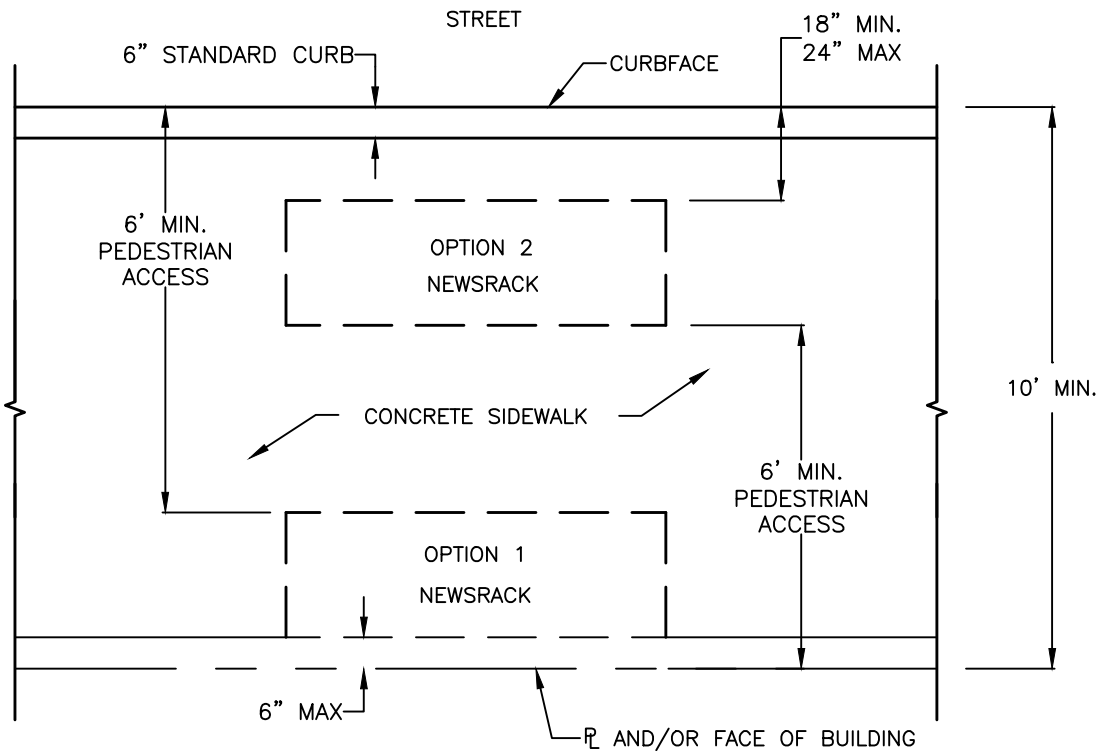 STREET
18” MIN.
24” MAX
6” STANDARD CURB
CURBFACE
6’ MIN.
PEDESTRIAN
ACCESS
OPTION 2
NEWSRACK
10’ MIN.
CONCRETE SIDEWALK
6’ MIN.
PEDESTRIAN
ACCESS
OPTION 1
NEWSRACK
6” MAX
PL AND/OR FACE OF BUILDING